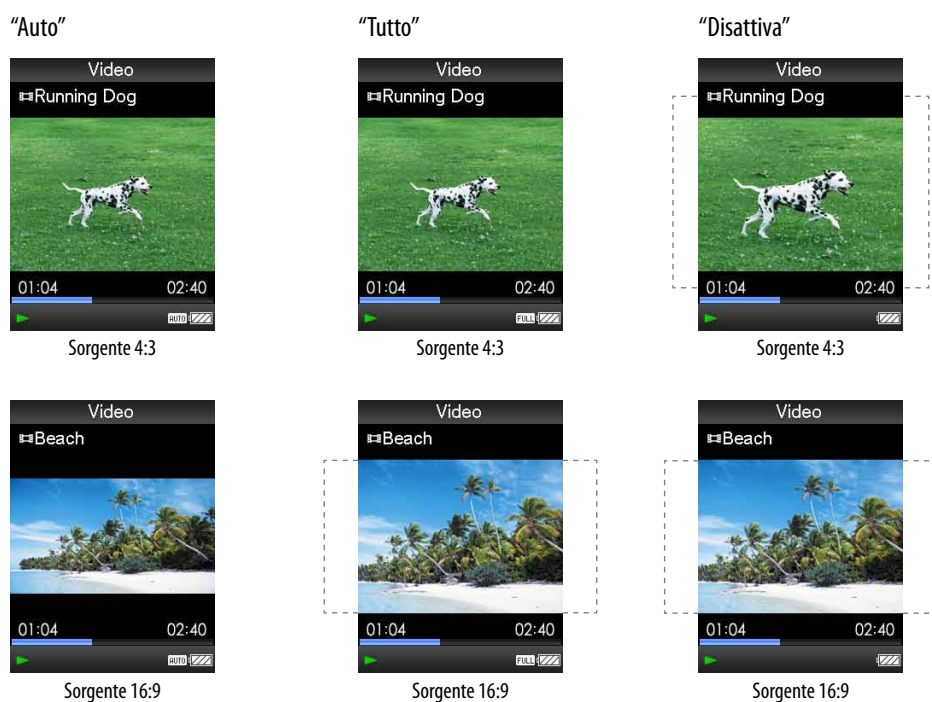 “Auto”
“Tutto”
“Disattiva”
Video
Running Dog
01:04 02:40
AUTO
Sorgente 4:3
Video
Running Dog
01:04 02:40
FULL
Sorgente 4:3
Video
Running Dog
01:04 02:40
Sorgente 4:3
Video
Beach
01:04 02:40
AUTO
Sorgente 16:9
Video
Beach
01:04 02:40
FULL
Sorgente 16:9
Video
Beach
01:04 02:40
Sorgente 16:9